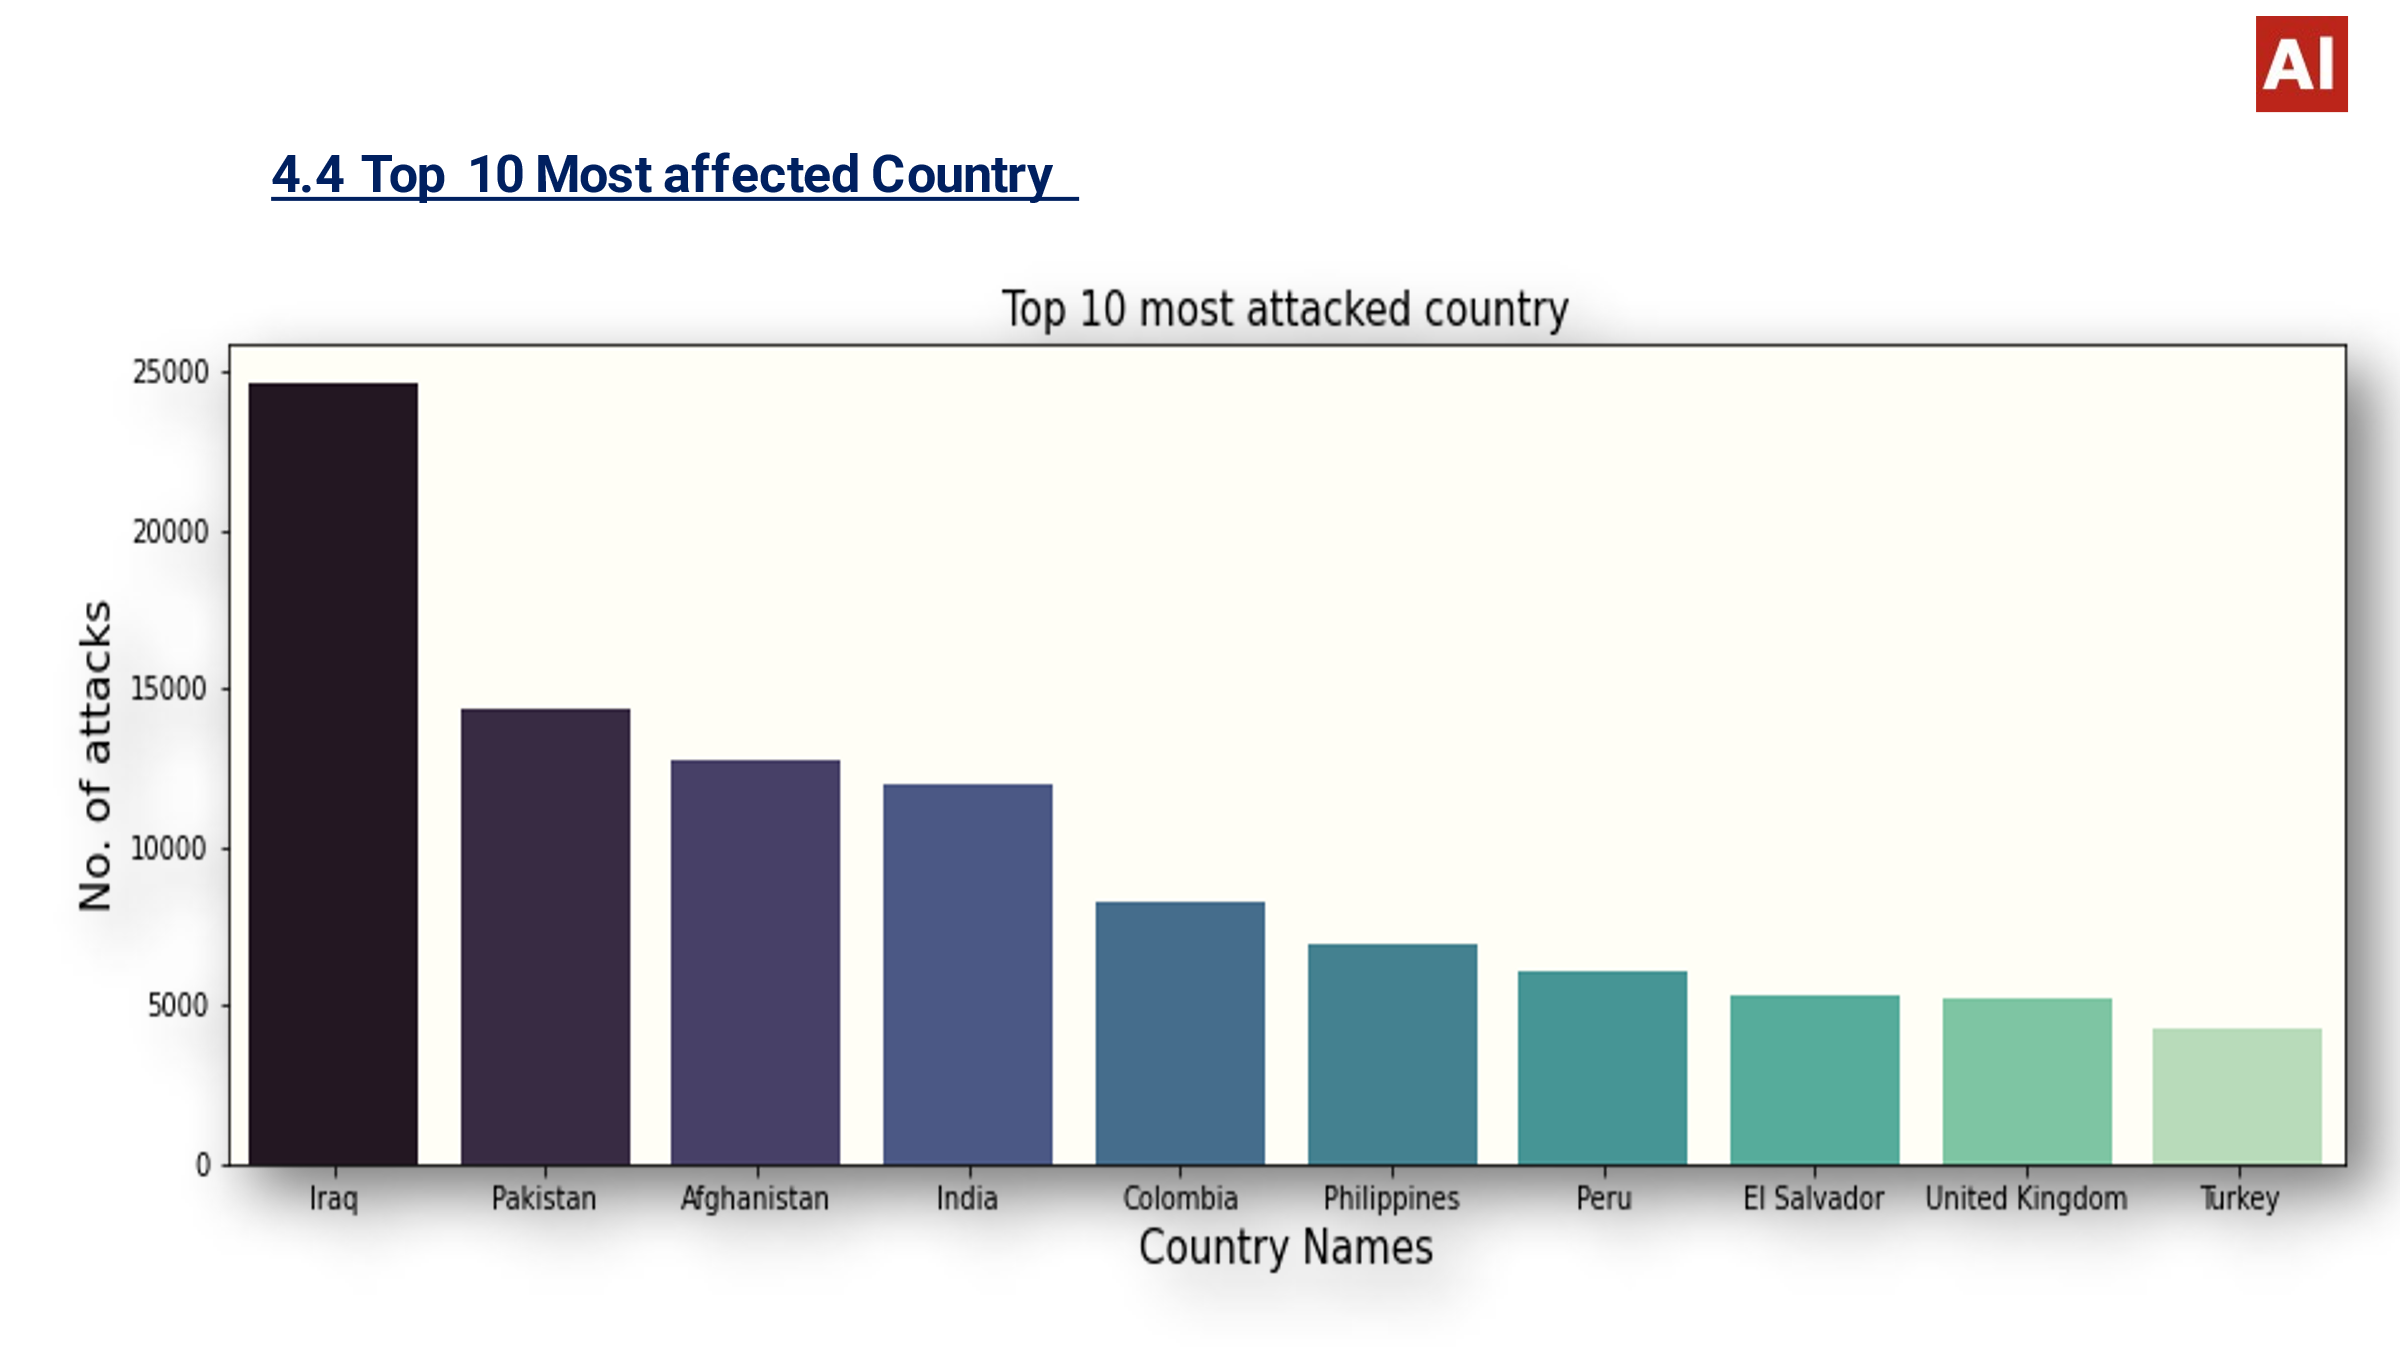 AI
4.4 Top 10 Most affected Country
Top 10 most attacked country
25000
20000
15000
10000
5000
0
No. of attacks
Iraq Pakistan Afghanistan India Colombia Philippines Peru El Salvador United Kingdom Turkey
Country Names